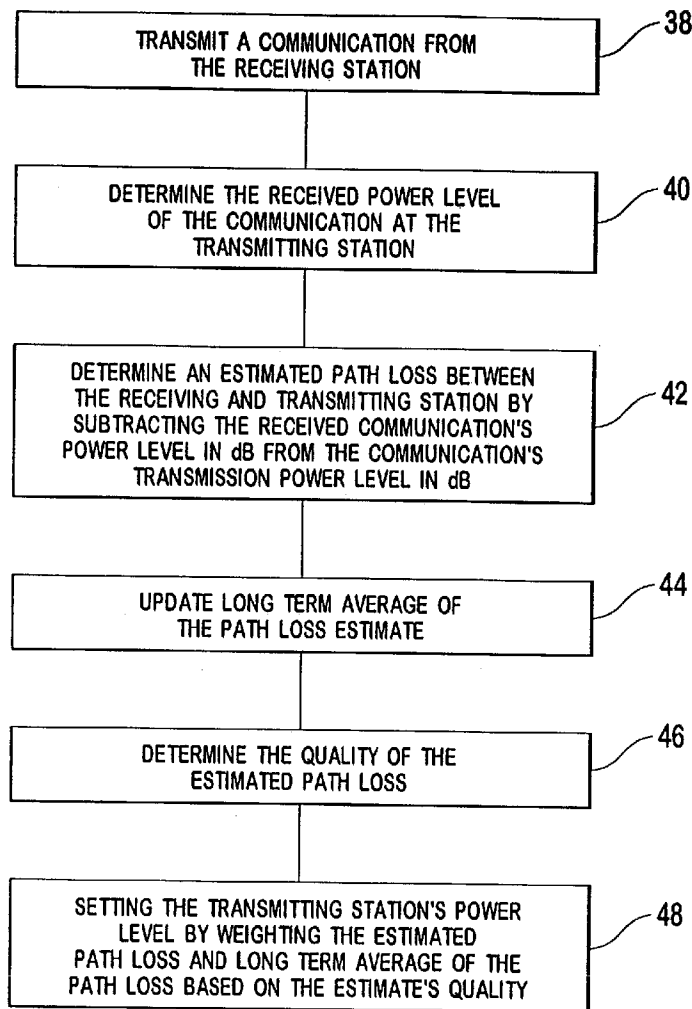 TRANSMIT A COMMUNICATION FROM
THE RECEIVING STATION
38
DETERMINE THE RECEIVED POWER LEVEL
OF THE COMMUNICATION AT THE
TRANSMITTING STATION
40
DETERMINE AN ESTIMATED PATH LOSS BETWEEN
THE RECEIVING AND TRANSMITTING STATION BY
SUBTRACTING THE RECEIVED COMMUNICATION'S
POWER LEVEL IN dB FROM THE COMMUNICATION'S
TRANSMISSION POWER LEVEL IN dB
42
UPDATE LONG TERM AVERAGE OF
THE PATH LOSS ESTIMATE
44
DETERMINE THE QUALITY OF THE
ESTIMATED PATH LOSS
46
SETTING THE TRANSMITTING STATION'S POWER
LEVEL BY WEIGHTING THE ESTIMATED
PATH LOSS AND LONG TERM AVERAGE OF THE
PATH LOSS BASED ON THE ESTIMATE'S QUALITY
48